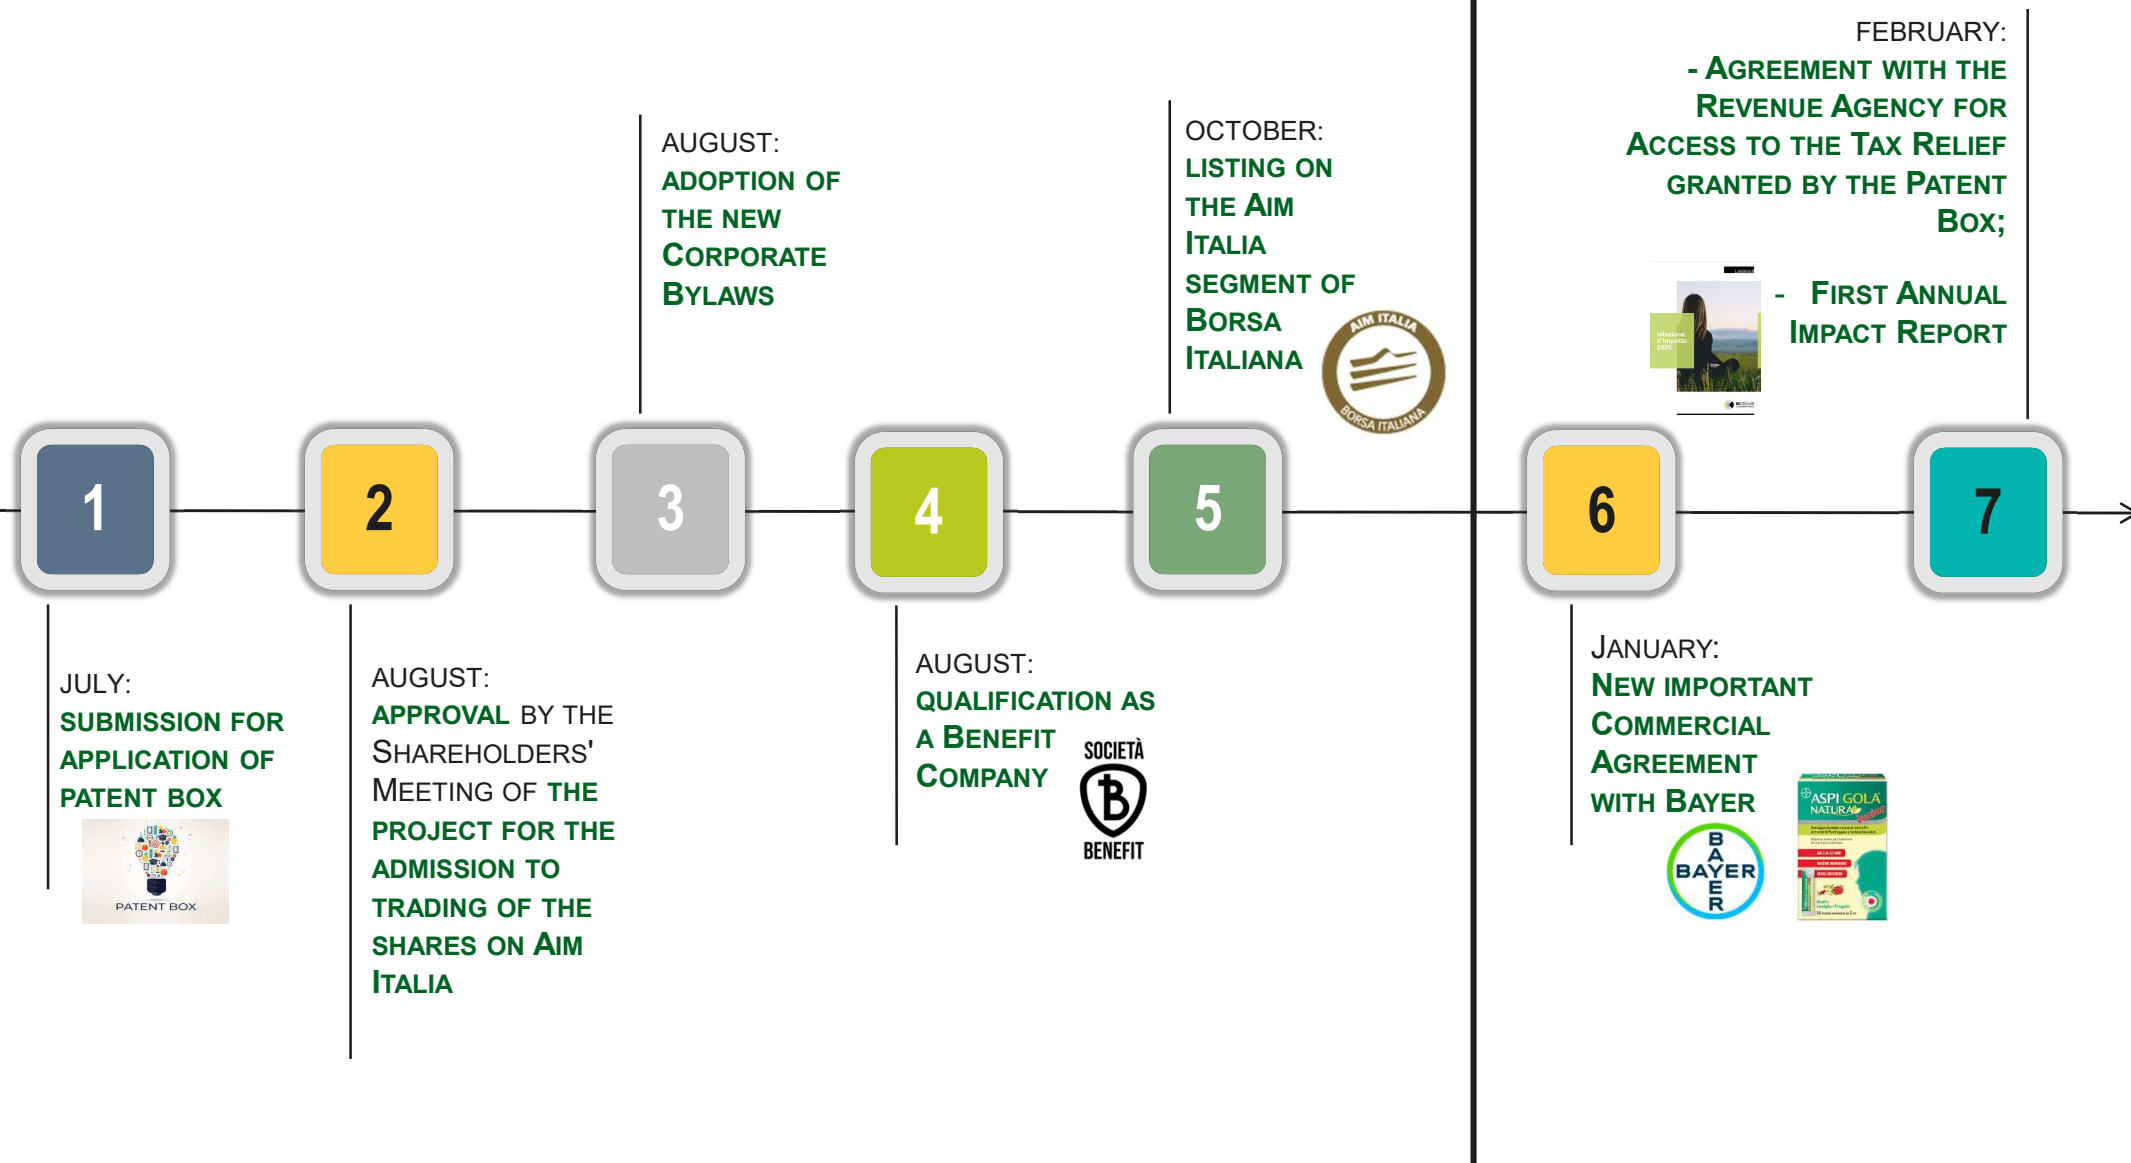 FEBRUARY:
- AGREEMENT WITH THE
REVENUE AGENCY FOR
ACCESS TO THE TAX RELIEF
GRANTED BY THE PATENT
BOX;
- FIRST ANNUAL
IMPACT REPORT
relazione
d'impatto
2020
AUGUST:
ADOPTION OF
THE NEW
CORPORATE
BYLAWS
OCTOBER:
LISTING ON
THE AIM
ITALIA
SEGMENT OF
BORSA
ITALIANA
AIM ITALIA
BORSA ITALIANA
1
2
3
4
5
6
7
JULY:
SUBMISSION FOR
APPLICATION OF
PATENT BOX
PATENT BOX
AUGUST:
APPROVAL BY THE
SHAREHOLDERS'
MEETING OF THE
PROJECT FOR THE
ADMISSION TO
TRADING OF THE
SHARES ON AIM
ITALIA
AUGUST:
QUALIFICATION AS
A BENEFIT
COMPANY
SOCIETÀ
B
BENEFIT
JANUARY:
NEW IMPORTANT
COMMERCIAL
AGREEMENT
WITH BAYER
BAYER
BAYER
ASPI GOLA
NATURA
Junior